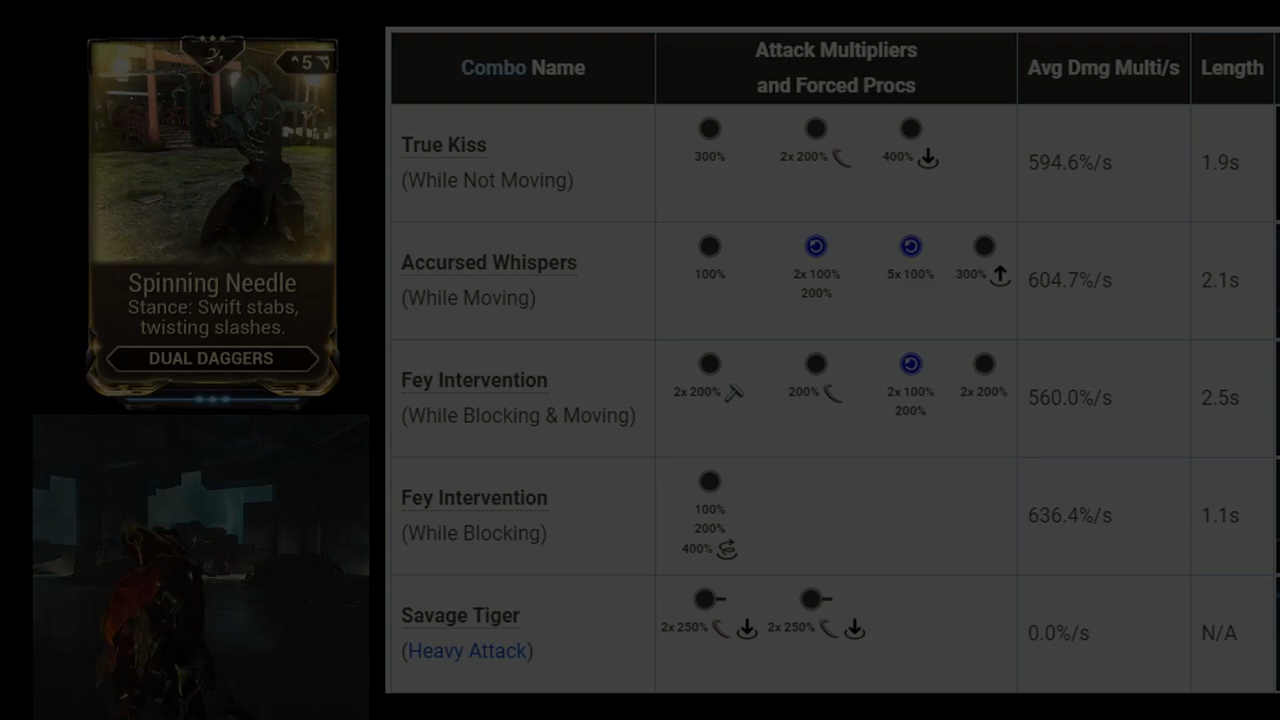 5
Spinning Needle
Stance: Swift stabs,
twisting slashes.
DUAL DAGGERS
Combo Name
Attack Multipliers
and Forced Procs
Avg Dmg Multi/s
Length
True Kiss
(While Not Moving)
300%
2x 200%
400%
594.6%/s
1.9s
Accursed Whispers
(While Moving)
100%
2x 100%
200%
5x 100%
300%
604.7%/s
2.1s
Fey Intervention
(While Blocking & Moving)
2x 200%
200%
2x 100%
200%
2x 200%
560.0%/s
2.5s
Fey Intervention
(While Blocking)
100%
200%
400%
636.4%/s
1.1s
Savage Tiger
(Heavy Attack)
2x 250%
2x 250%
0.0%/s
N/A